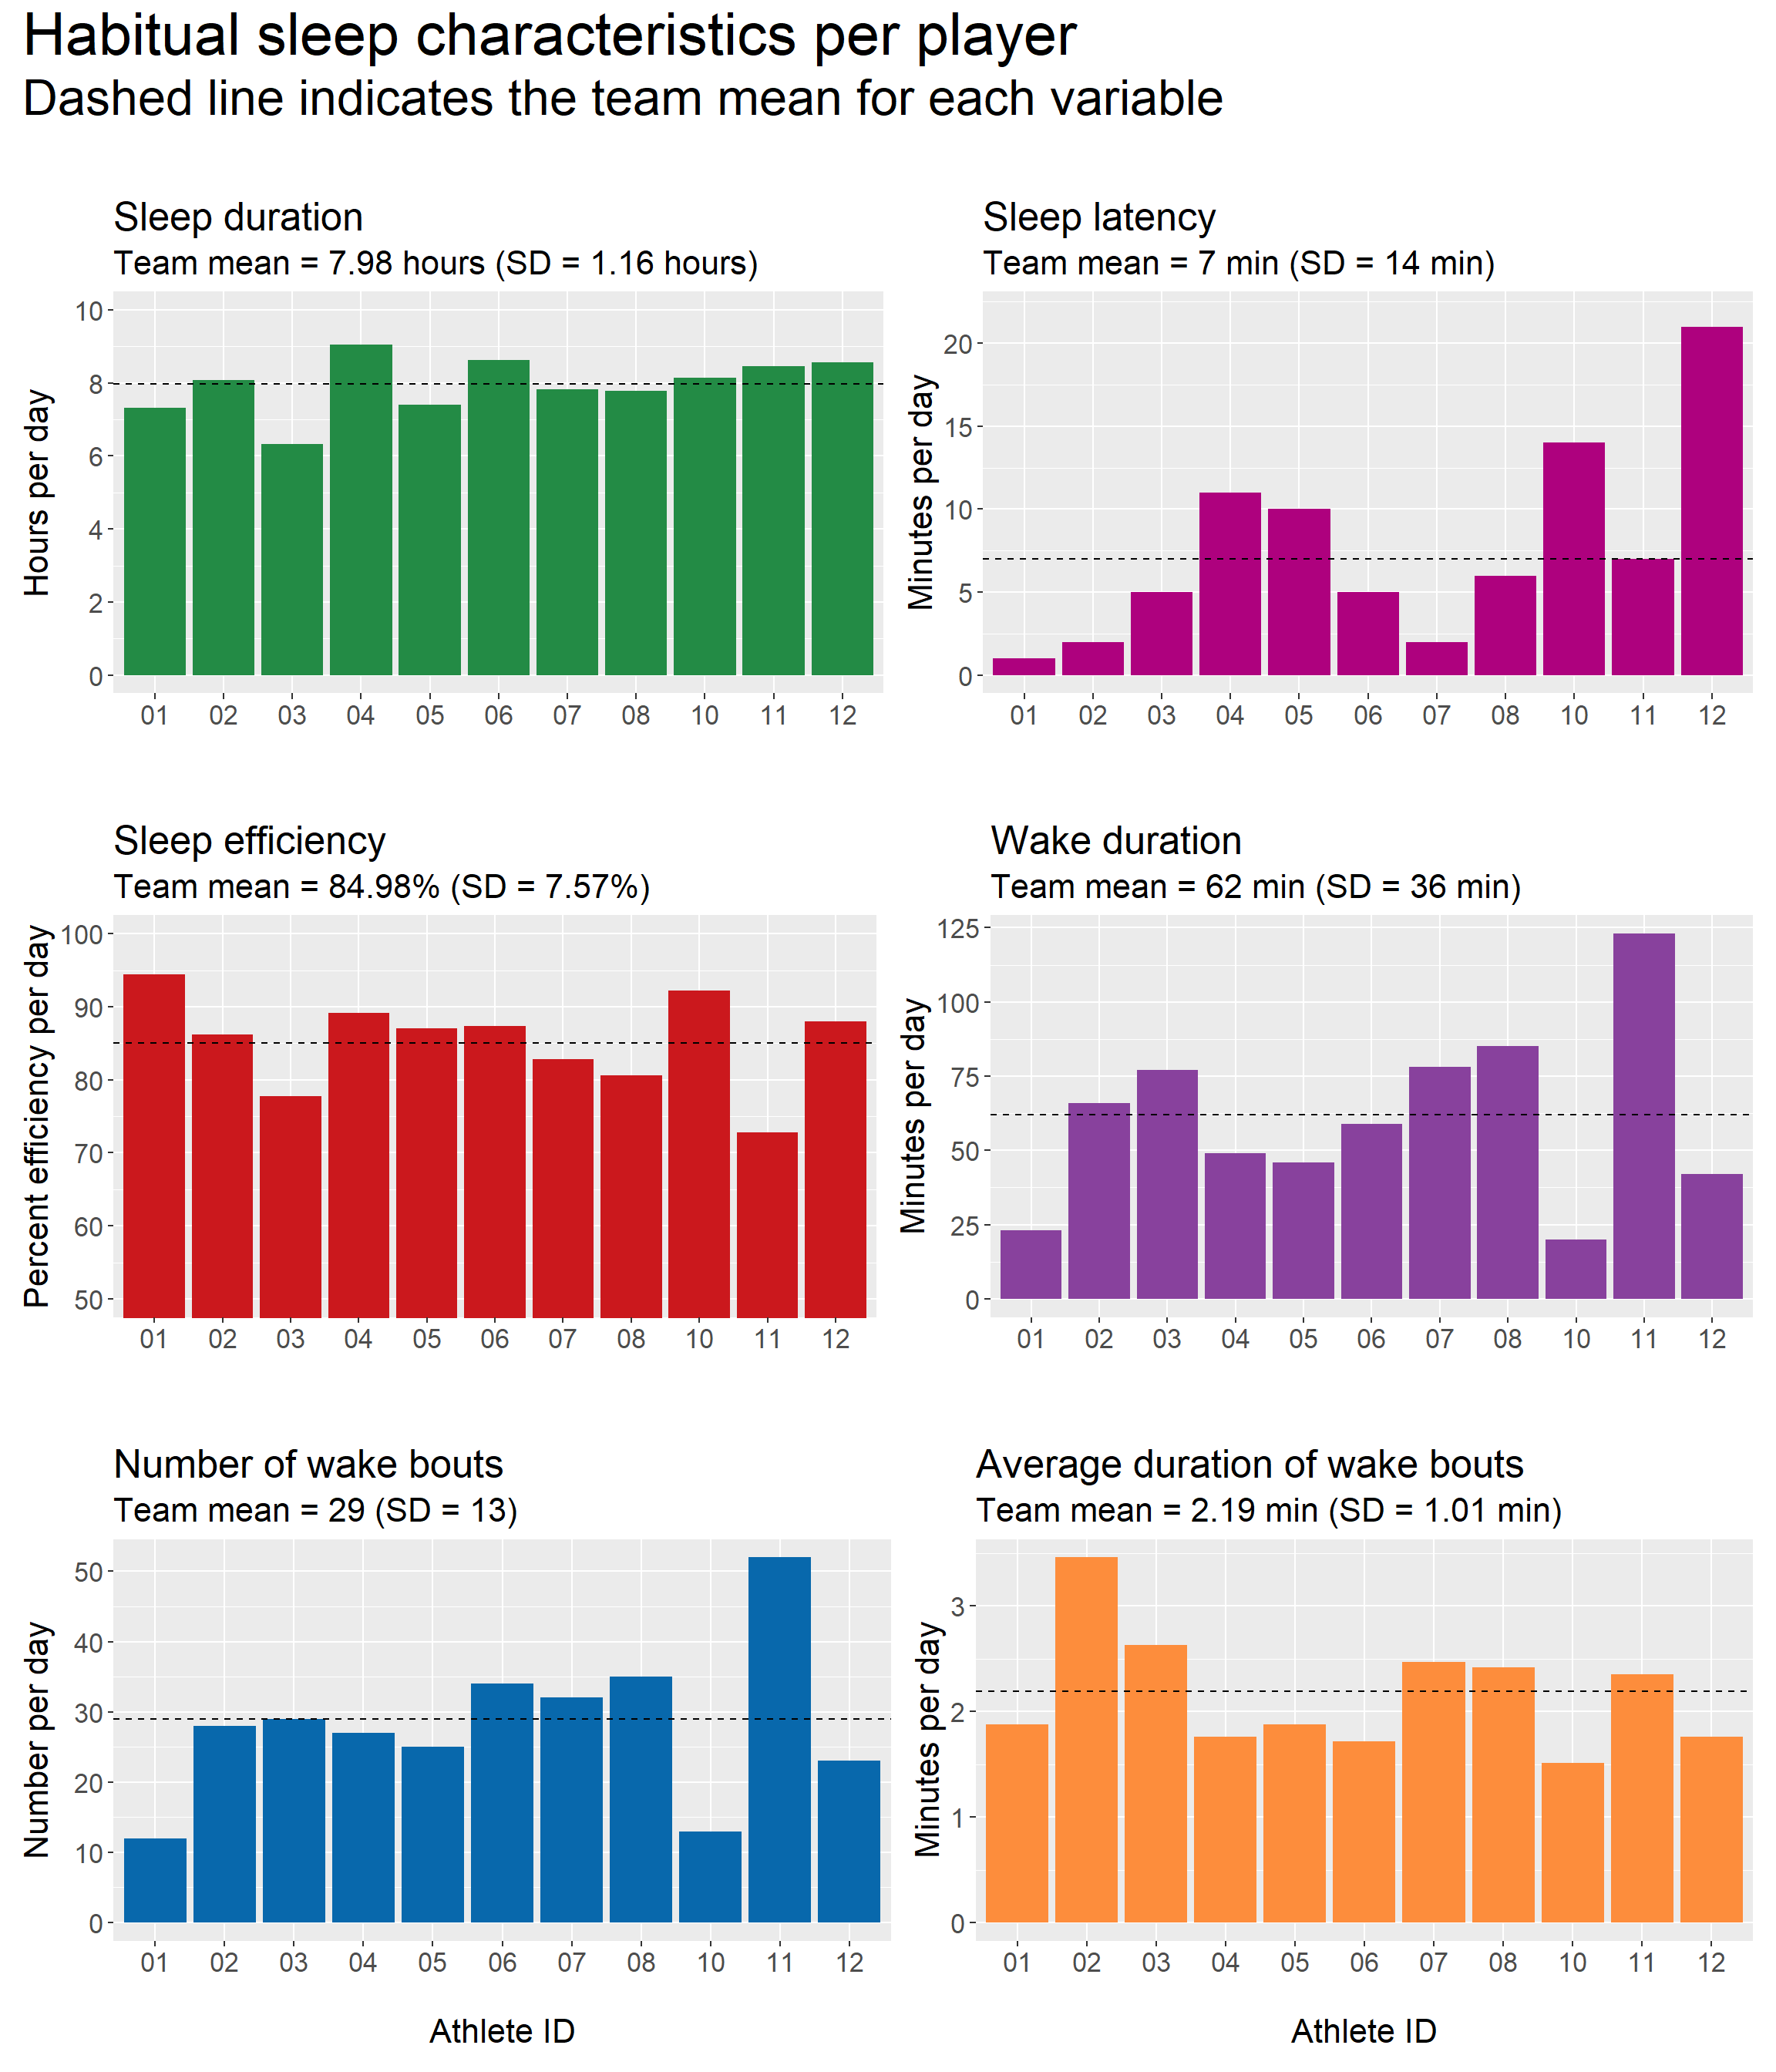 Habitual sleep characteristics per player
Dashed line indicates the team mean for each variable
Sleep duration
Team mean = 7.98 hours (SD = 1.16 hours)
Hours per day
10
8
6
4
2
0
01 02 03 04 05 06 07 08 10 11 12
Sleep latency
Team mean = 7 min (SD = 14 min)
Minutes per day
20
15
10
5
0
01 02 03 04 05 06 07 08 10 11 12
Sleep efficiency
Team mean = 84.98% (SD = 7.57%)
Percent efficiency per day
100
90
80
70
60
50
01 02 03 04 05 06 07 08 10 11 12
Wake duration
Team mean = 62 min (SD = 36 min)
Minutes per day
125
100
75
50
25
0
01 02 03 04 05 06 07 08 10 11 12
Number of wake bouts
Team mean = 29 (SD = 13)
Number per day
50
40
30
20
10
0
01 02 03 04 05 06 07 08 10 11 12
Athlete ID
Average duration of wake bouts
Team mean = 2.19 min (SD = 1.01 min)
Minutes per day
3
2
1
0
01 02 03 04 05 06 07 08 10 11 12
Athlete ID